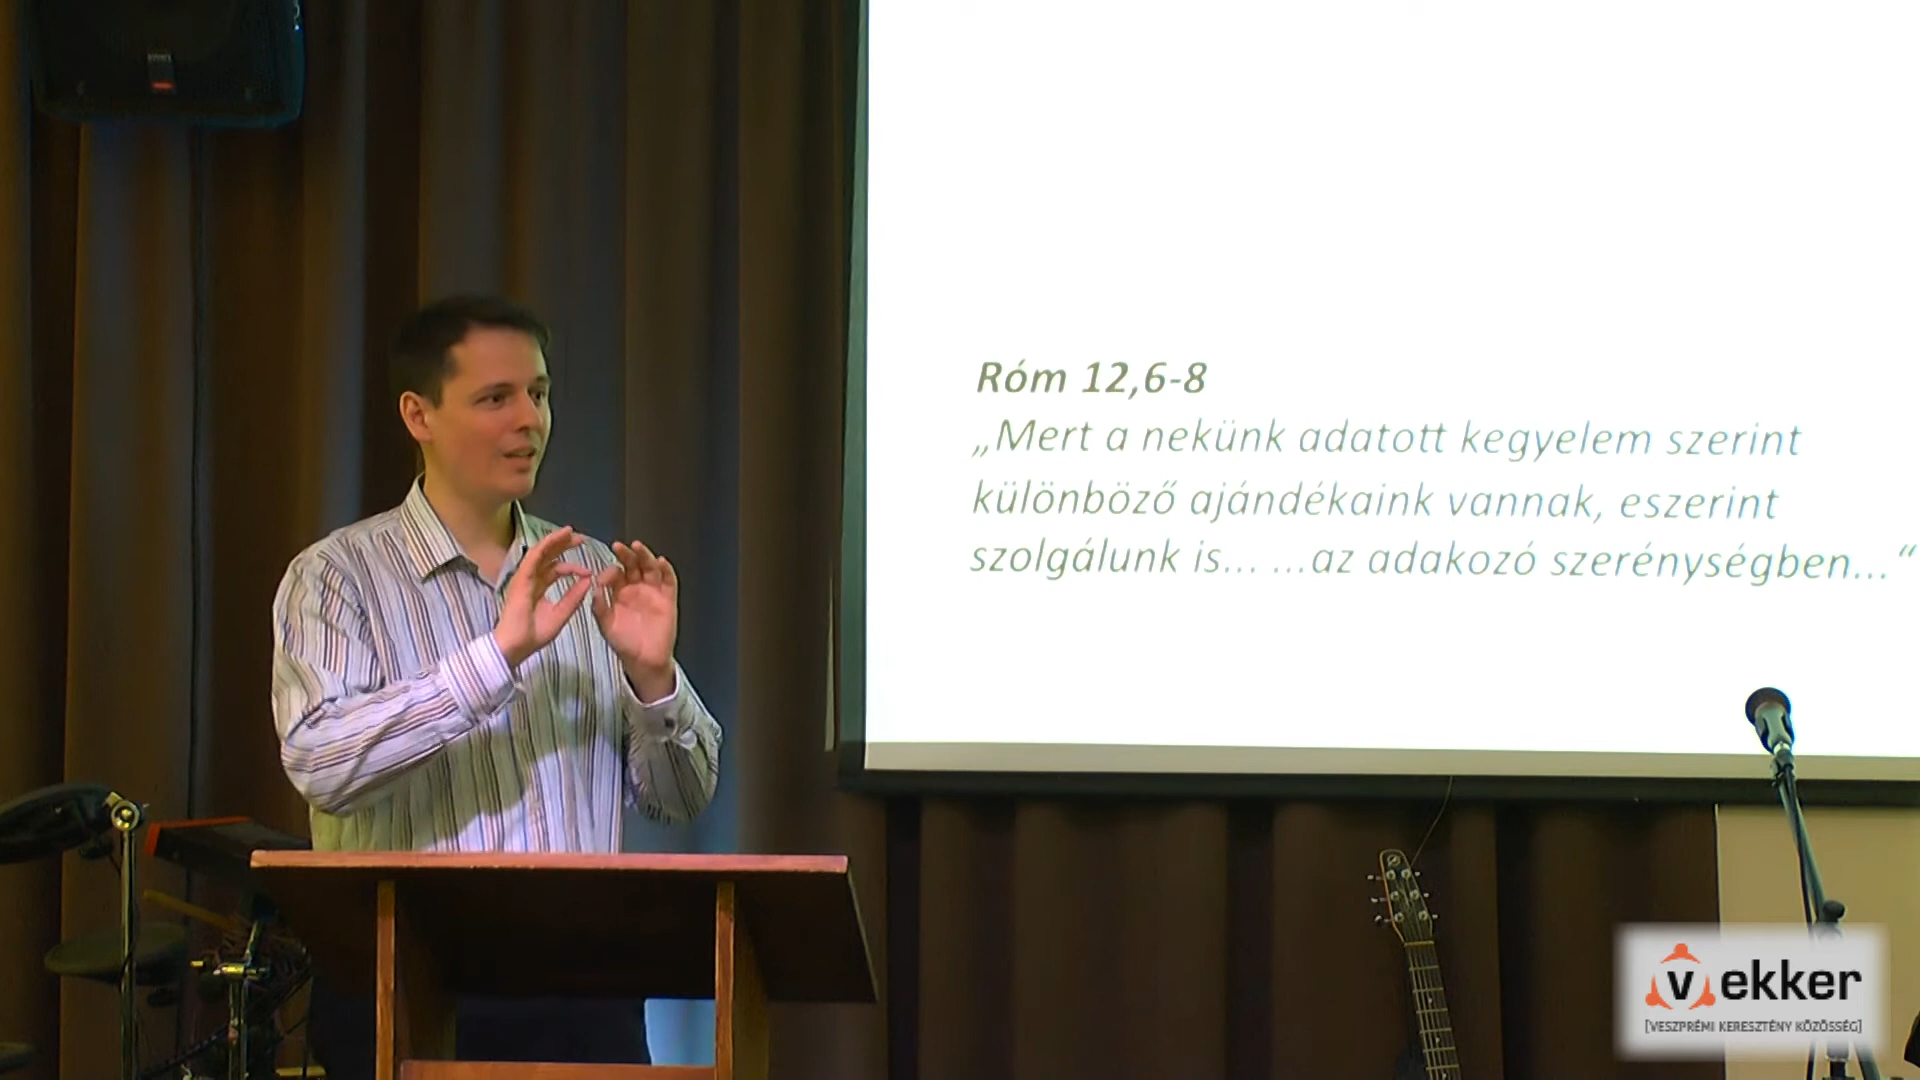 Róm 12,6-8
„Mert a nekünk adatott kegyelem szerint
különböző ajándékaink vannak, eszerint
szolgálunk is... ...az adakozó szerénységben...“
vekker
[VESZPRÉMI KERESZTÉNY KÖZÖSSÉG]